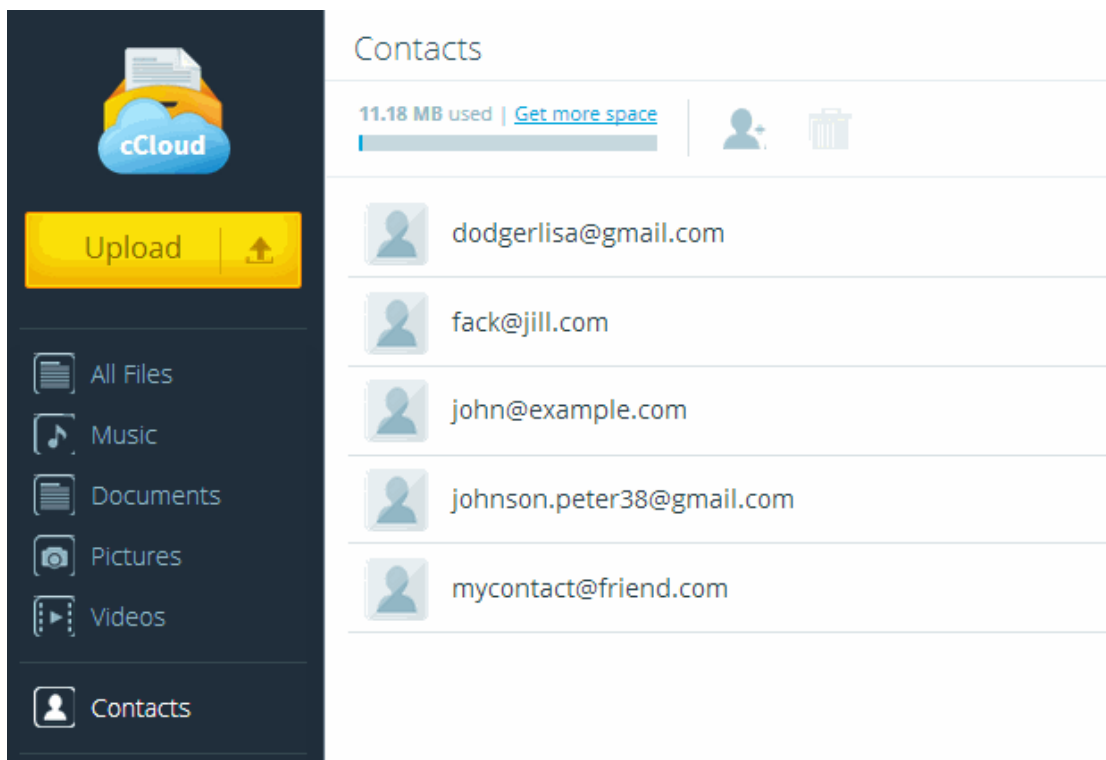 cCloud
Upload
All Files
Music
Documents
Pictures
Videos
Contacts
Contacts
11.18 MB used | Get more space
dodgerlisa@gmail.com
fack@jill.com
john@example.com
johnson.peter38@gmail.com
mycontact@friend.com